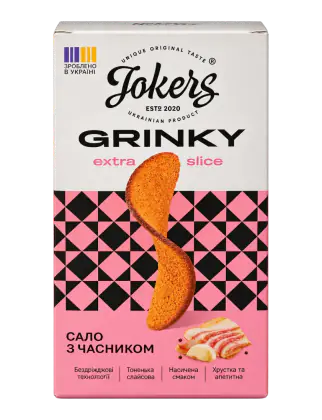 ЗРОБЛЕНО
В УКРАЇНІ
UNIQUE ORIGINAL TASTE
Jokers®
ESTD 2020
UKRAINIAN PRODUCT
GRINKY
extra slice
САЛО
З ЧАСНИКОМ
Бездріжджові
технології
Тоненька
слайсова
Насичена
смаком
Хрустка та
апетитна